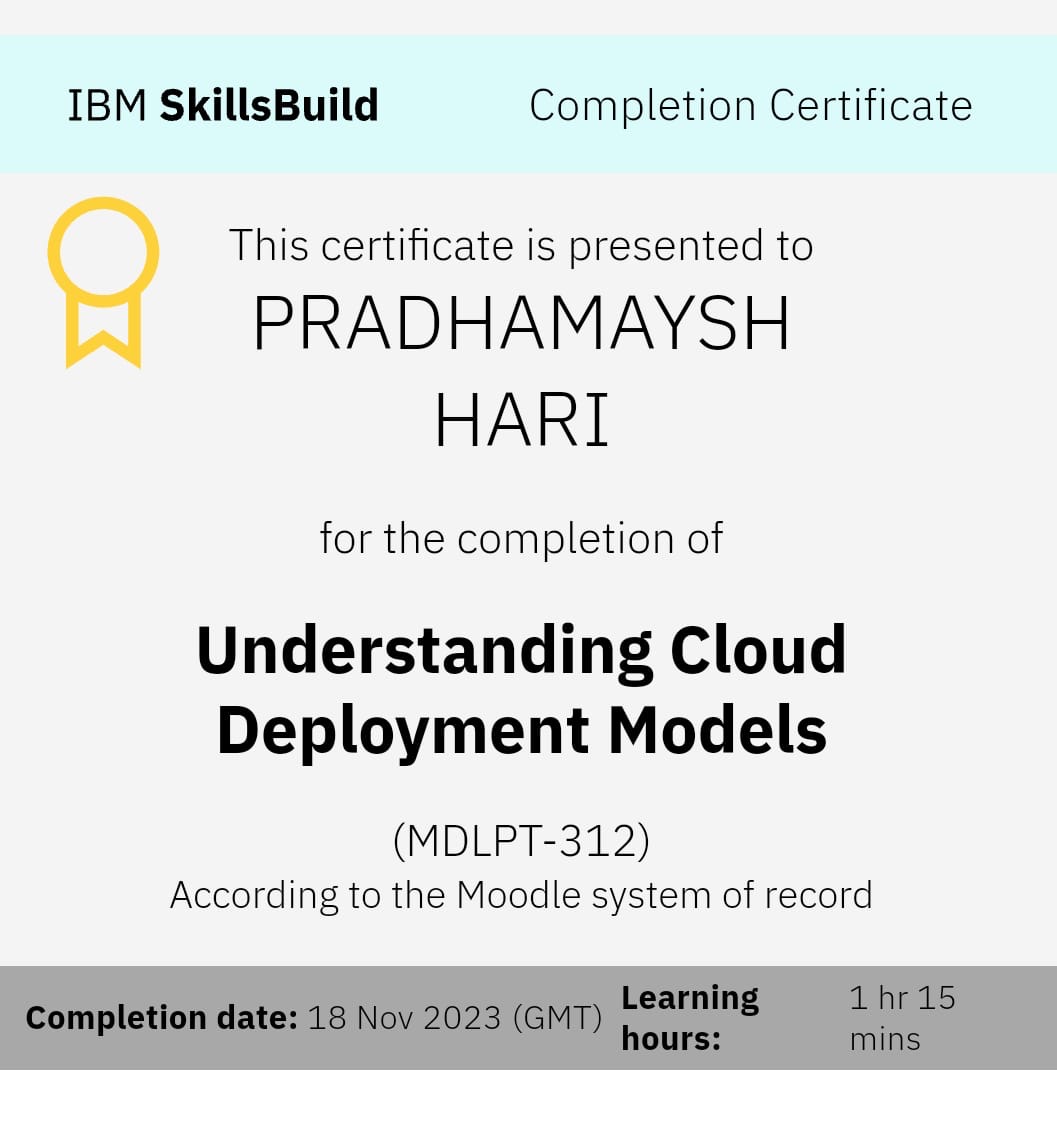 IBM SkillsBuild
Completion Certificate
This certificate is presented to
PRADHAMAYSH
HARI
for the completion of
Understanding Cloud
Deployment Models
(MDLPT-312)
According to the Moodle system of record
Completion date: 18 Nov 2023 (GMT)
Learning
hours:
1 hr 15
mins